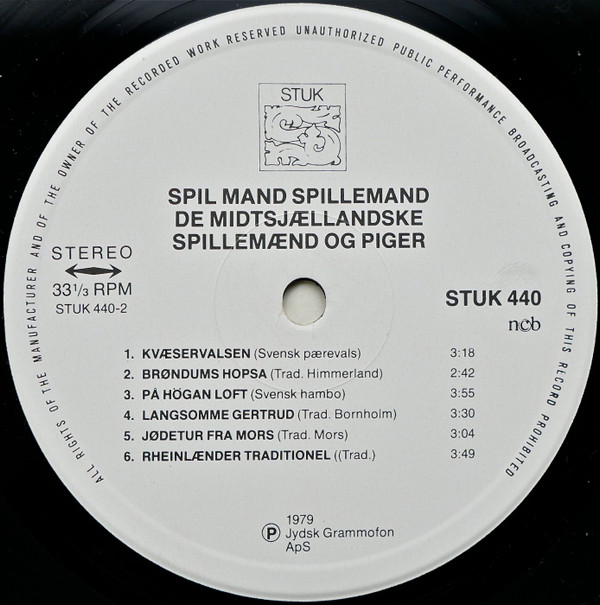 ALL RIGHTS OF THE MANUFACTURER AND OF THE OWNER OF THE RECORDED WORK RESERVED UNAUTHORIZED PUBLIC PERFORMANCE BROADCASTING AND COPYING OF THIS RECORD PROHIBITED
STUK
SPIL MAND SPILLEMAND
DE MIDTSJÆLLANDSKE
SPILLEMÆND OG PIGER
STEREO
33 1/3 RPM
STUK 440-2
STUK 440
ncb
1. KVÆSERVALSEN (Svensk pærevals) 3:18
2. BRØNDUMS HOPSA (Trad. Himmerland) 2:42
3. PÅ HÖGAN LOFT (Svensk hambo) 3:55
4. LANGSOMME GERTRUD (Trad. Bornholm) 3:30
5. JØDETUR FRA MORS (Trad. Mors) 3:04
6. RHEINLÆNDER TRADITIONEL ((Trad.) 3:49
Ⓟ 1979
Jydsk Grammofon
ApS